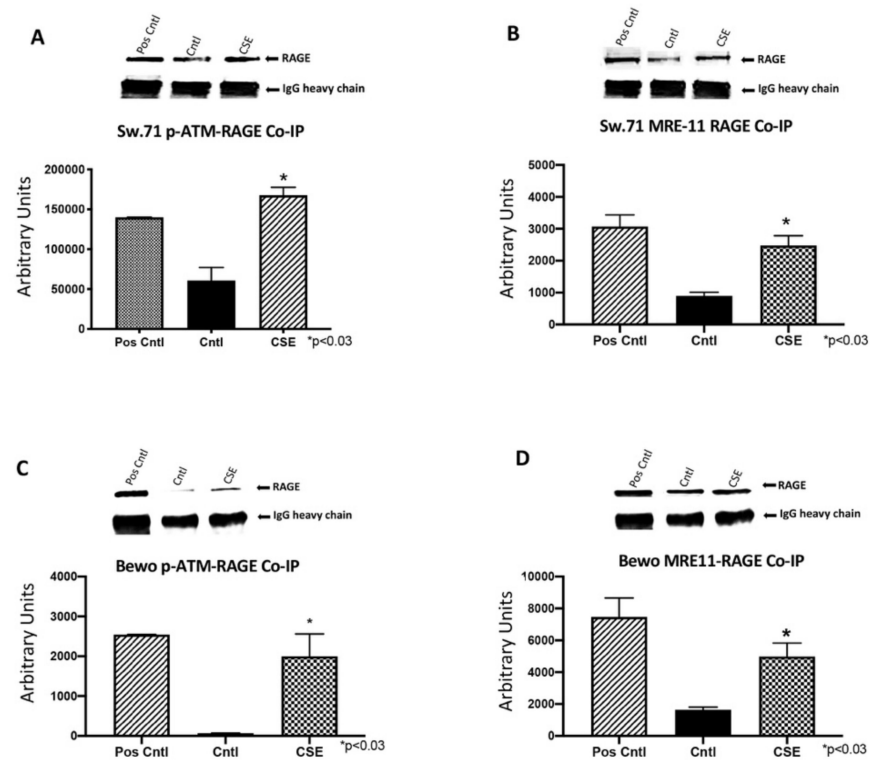 A
Pos Cntl
Cntl
CSE
RAGE
IgG heavy chain
Sw.71 p-ATM-RAGE Co-IP
Arbitrary Units
200000
150000
100000
50000
0
*
Pos Cntl Cntl CSE *p<0.03
B
Pos Cntl
Cntl
CSE
RAGE
IgG heavy chain
Sw.71 MRE-11 RAGE Co-IP
Arbitrary Units
5000
4000
3000
2000
1000
0
*
Pos Cntl Cntl CSE *p<0.03
C
Pos Cntl
Cntl
CSE
RAGE
IgG heavy chain
Bewo p-ATM-RAGE Co-IP
Arbitrary Units
4000
3000
2000
1000
0
*
Pos Cntl Cntl CSE *p<0.03
D
Pos Cntl
Cntl
CSE
RAGE
IgG heavy chain
Bewo MRE11-RAGE Co-IP
Arbitrary Units
10000
8000
6000
4000
2000
0
*
Pos Cntl Cntl CSE *p<0.03